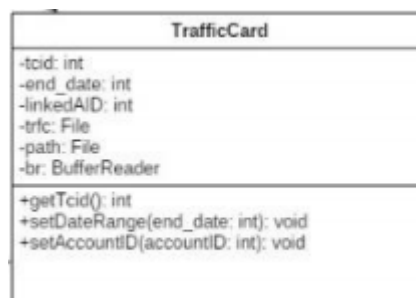 TrafficCard
-tcid: int
-end_date: int
-linkedAID: int
-trfc: File
-path: File
-br: BufferReader
+getTcid(): int
+setDateRange(end_date: int): void
+setAccountID(accountID: int): void